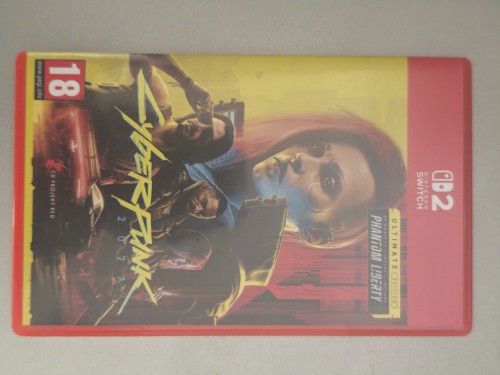 2
NINTENDO
SWITCH
ULTIMATE EDITION
PHANTOM LIBERTY
CYBERPUNK
2077
CD PROJEKT RED
18
www.pegi.info